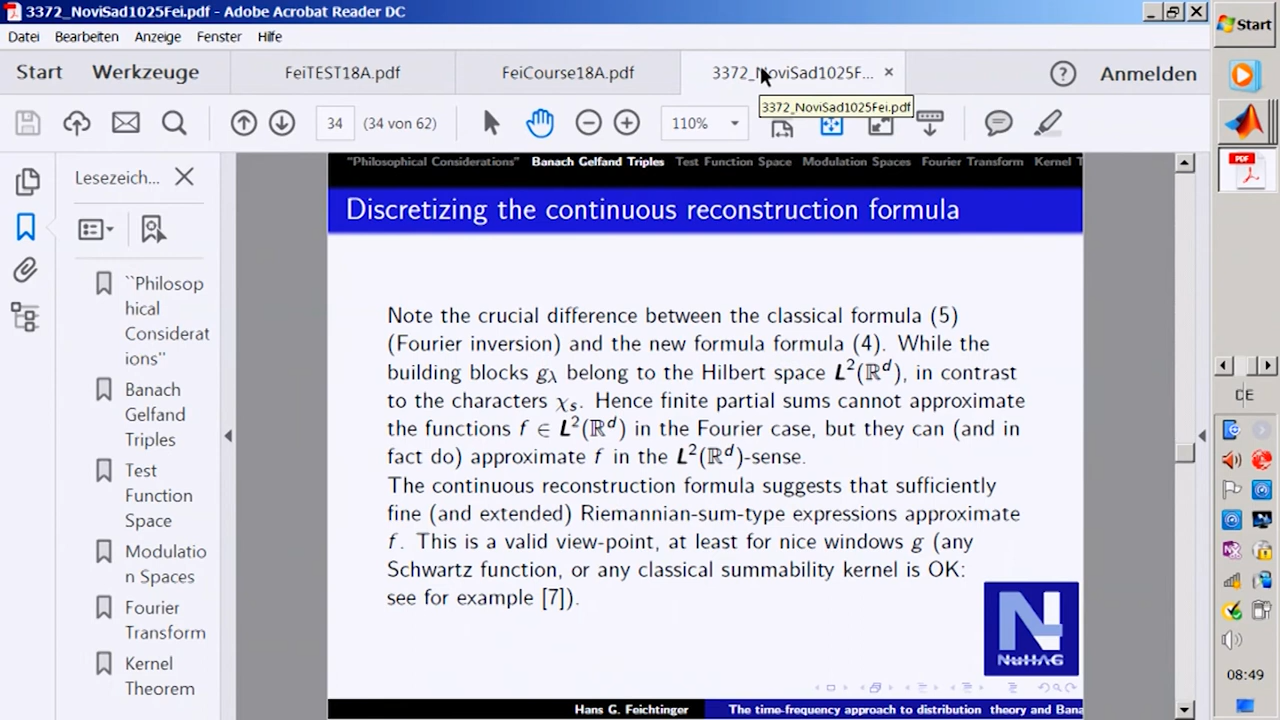 3372_NoviSad1025Fei.pdf - Adobe Acrobat Reader DC
Datei Bearbeiten Anzeige Fenster Hilfe
Start Werkzeuge FeiTEST18A.pdf FeiCourse18A.pdf 3372_NoviSad1025F... Anmelden
3372_NoviSad1025Fei.pdf
34 (34 von 62) 110%
Lesezeich...
``Philosop
hical
Considerat
ions''
Banach
Gelfand
Triples
Test
Function
Space
Modulatio
n Spaces
Fourier
Transform
Kernel
Theorem
"Philosophical Considerations" Banach Gelfand Triples Test Function Space Modulation Spaces Fourier Transform Kernel T
Discretizing the continuous reconstruction formula
Note the crucial difference between the classical formula (5)
(Fourier inversion) and the new formula formula (4). While the
building blocks gλ belong to the Hilbert space L²(ℝᵈ), in contrast
to the characters χₛ. Hence finite partial sums cannot approximate
the functions f ∈ L²(ℝᵈ) in the Fourier case, but they can (and in
fact do) approximate f in the L²(ℝᵈ)-sense.
The continuous reconstruction formula suggests that sufficiently
fine (and extended) Riemannian-sum-type expressions approximate
f. This is a valid view-point, at least for nice windows g (any
Schwartz function, or any classical summability kernel is OK:
see for example [7]).
N
NuHAG
Hans G. Feichtinger The time-frequency approach to distribution theory and Bana
Start
PDF
DE
08:49